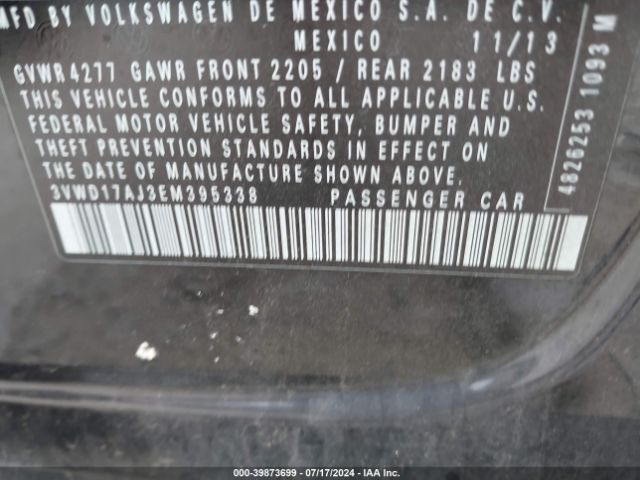 MFD BY VOLKSWAGEN DE MEXICO S.A. DE C.V.
MEXICO 11/13
GVWR 4277 GAWR FRONT 2205 / REAR 2183 LBS
THIS VEHICLE CONFORMS TO ALL APPLICABLE U.S.
FEDERAL MOTOR VEHICLE SAFETY, BUMPER AND
THEFT PREVENTION STANDARDS IN EFFECT ON
THE DATE OF MANUFACTURE SHOWN ABOVE.
3VWD17AJ3EM395338 PASSENGER CAR
4826253 1093 M
000-39873699 - 07/17/2024 - IAA Inc.